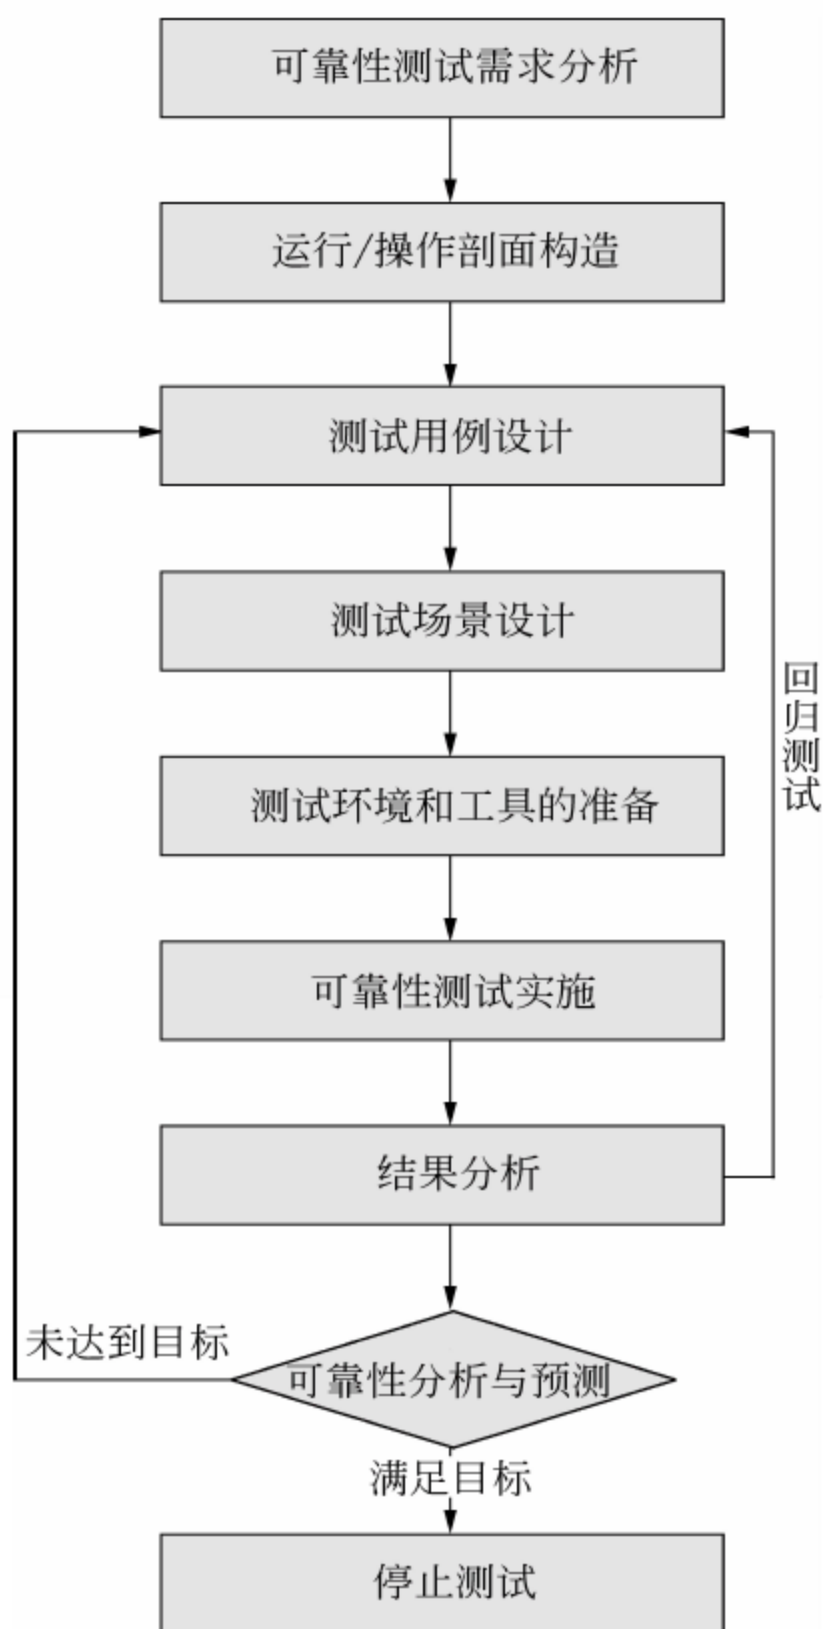 可靠性测试需求分析
运行/操作剖面构造
测试用例设计
测试场景设计
回归测试
测试环境和工具的准备
可靠性测试实施
结果分析
未达到目标
可靠性分析与预测
满足目标
停止测试